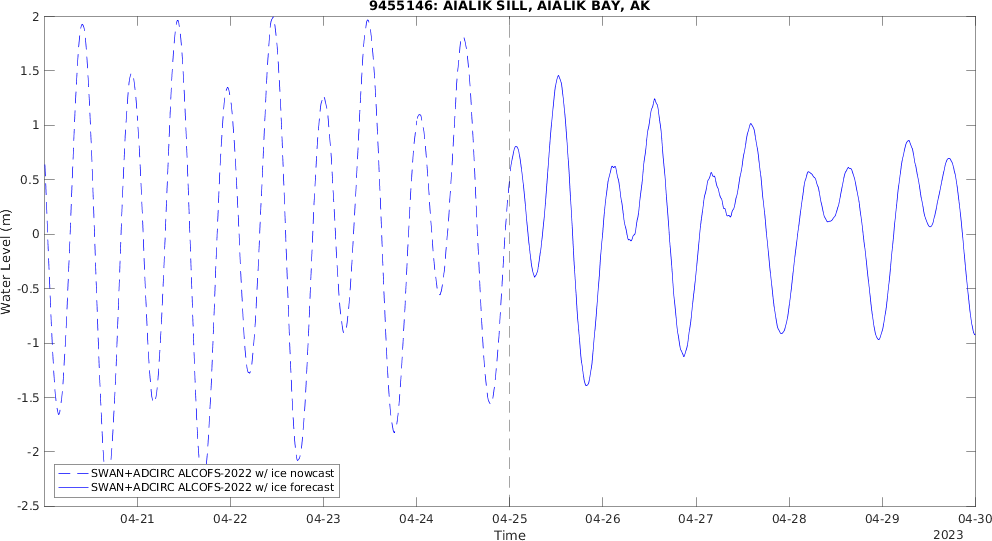 9455146: AIALIK SILL, AIALIK BAY, AK
Water Level (m)
2
1.5
1
0.5
0
-0.5
-1
-1.5
-2
-2.5
SWAN+ADCIRC ALCOFS-2022 w/ ice nowcast
SWAN+ADCIRC ALCOFS-2022 w/ ice forecast
04-21 04-22 04-23 04-24 04-25 04-26 04-27 04-28 04-29 04-30
Time
2023